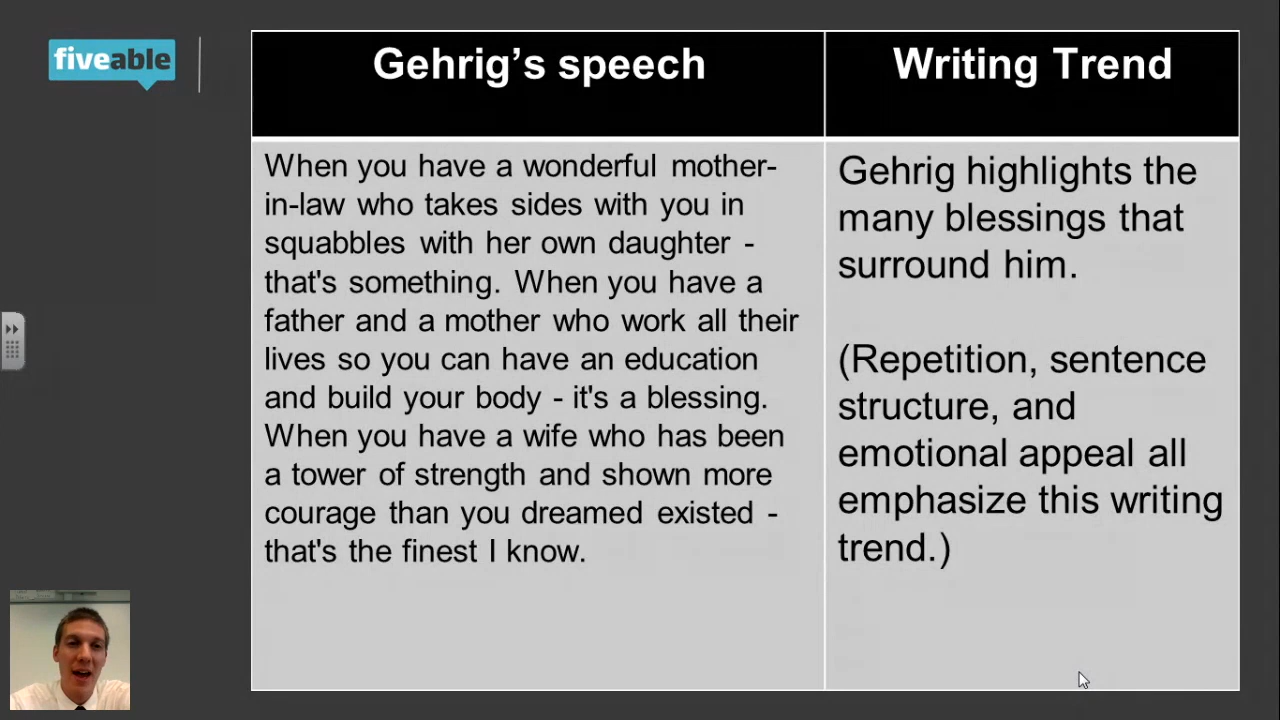 fiveable
Gehrig's speech
Writing Trend
When you have a wonderful mother-
in-law who takes sides with you in
squabbles with her own daughter -
that's something. When you have a
father and a mother who work all their
lives so you can have an education
and build your body - it's a blessing.
When you have a wife who has been
a tower of strength and shown more
courage than you dreamed existed -
that's the finest I know.
Gehrig highlights the
many blessings that
surround him.
(Repetition, sentence
structure, and
emotional appeal all
emphasize this writing
trend.)